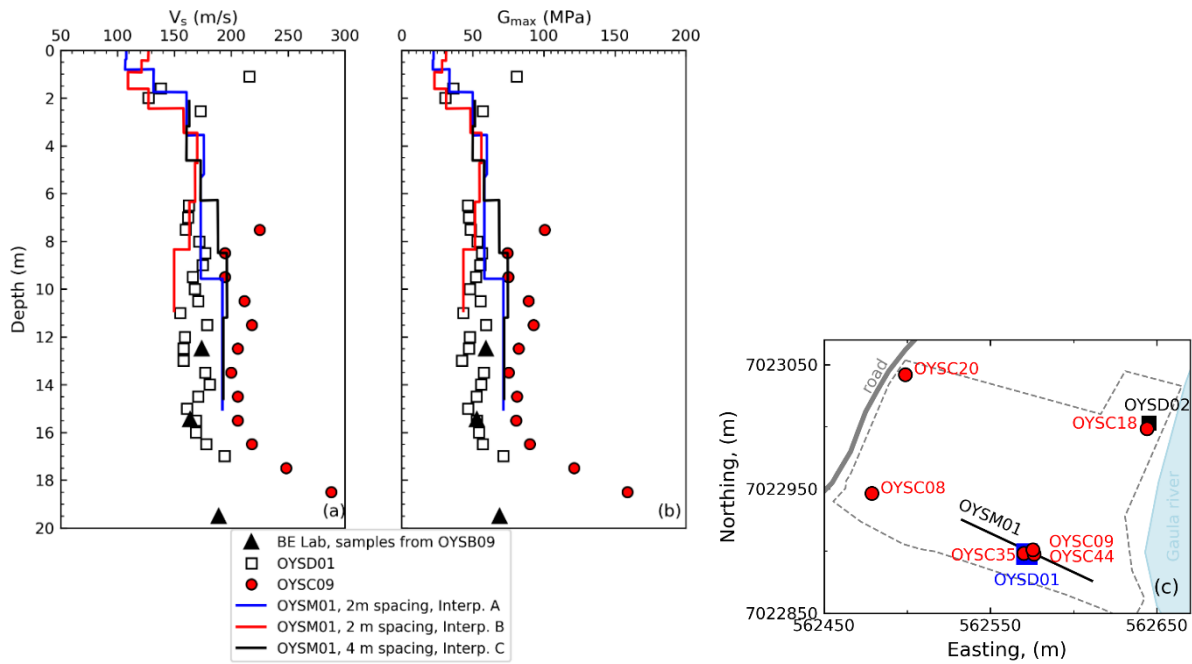 V_s (m/s)
50 100 150 200 250 300
G_max (MPa)
0 50 100 150 200
Depth (m)
0
2
4
6
8
10
12
14
16
18
20
(a)
(b)
BE Lab, samples from OYSB09
OYSD01
OYSC09
OYSM01, 2m spacing, Interp. A
OYSM01, 2 m spacing, Interp. B
OYSM01, 4 m spacing, Interp. C
Northing, (m)
7023050
7022950
7022850
road
OYSC20
OYSD02
OYSC18
OYSC08
OYSM01
OYSC09
OYSC35
OYSC44
OYSD01
Gaula river
(c)
562450 562550 562650
Easting, (m)